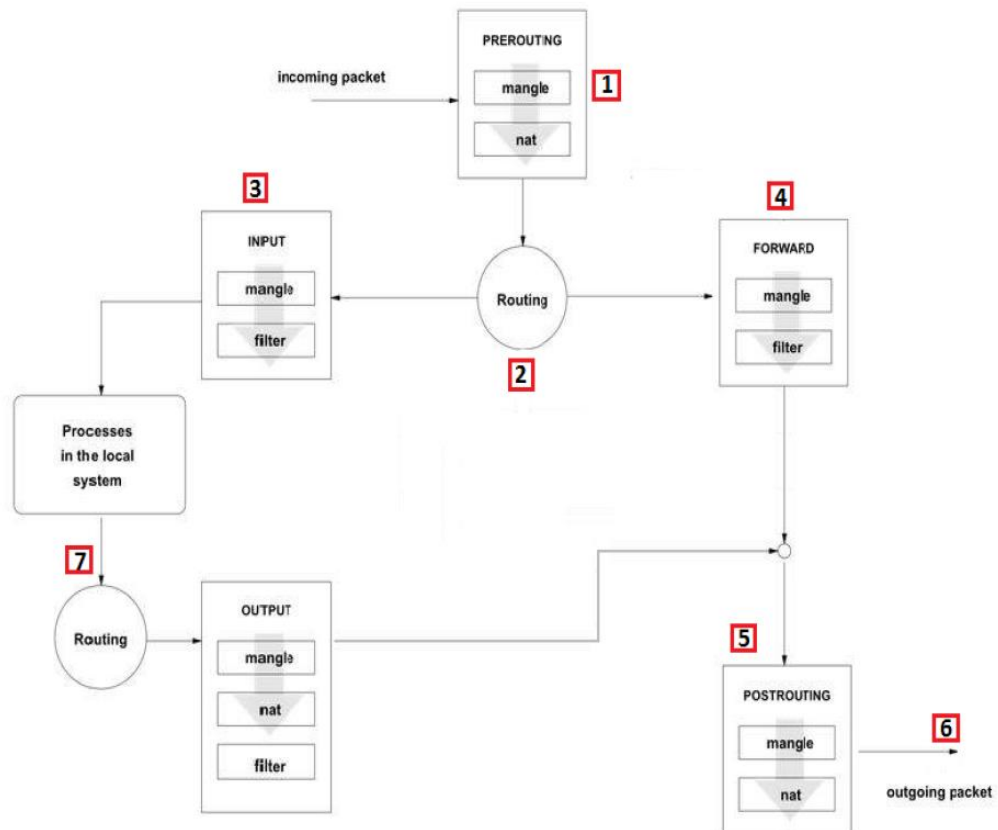 PREROUTING
incoming packet
mangle
1
nat
3
4
INPUT
FORWARD
mangle
Routing
mangle
filter
filter
2
Processes
in the local
system
7
Routing
OUTPUT
mangle
nat
filter
5
POSTROUTING
mangle
6
nat
outgoing packet